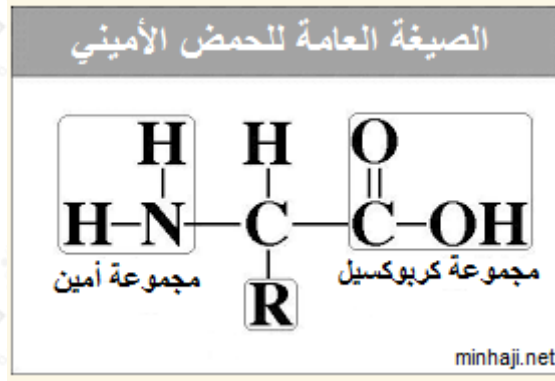 الصيغة العامة للحمض الأميني
H H O
H-N-C-C-OH
مجموعة كربوكسيل
مجموعة أمين
R
minhaji.net